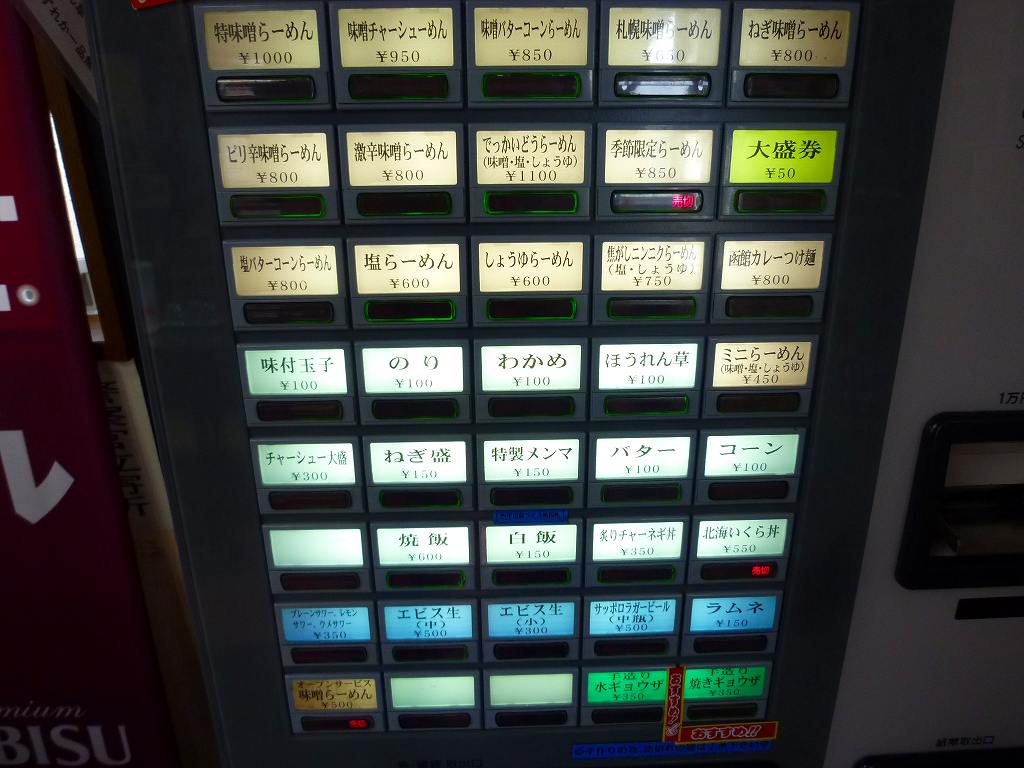 特味噌らーめん
¥1000
味噌チャーシューめん
¥950
味噌バターコーンらーめん
¥850
札幌味噌らーめん
¥650
ねぎ味噌らーめん
¥800
ピリ辛味噌らーめん
¥800
激辛味噌らーめん
¥800
でっかいどうらーめん
(味噌・塩・しょうゆ)
¥1100
季節限定らーめん
¥850
売切
大盛券
¥50
塩バターコーンらーめん
¥800
塩らーめん
¥600
しょうゆらーめん
¥600
焦がしニンニクらーめん
(塩・しょうゆ)
¥750
函館カレーつけ麺
¥800
味付玉子
¥100
のり
¥100
わかめ
¥100
ほうれん草
¥100
ミニらーめん
(味噌・塩・しょうゆ)
¥450
チャーシュー大盛
¥300
ねぎ盛
¥150
特製メンマ
¥150
バター
¥100
コーン
¥100
焼飯
¥600
白飯
¥150
炙りチャーネギ丼
¥350
北海いくら丼
¥550
売切
プレーンサワー、レモン
サワー、ウメサワー
¥350
エビス生
(中)
¥500
エビス生
(小)
¥300
サッポロラガービール
(中瓶)
¥500
ラムネ
¥150
オープンサービス
味噌らーめん
¥500
売切
手造り
水ギョウザ
¥350
手造り
焼きギョウザ
¥350
おすすめ!!
1万円
紙幣取出口
mium
BISU